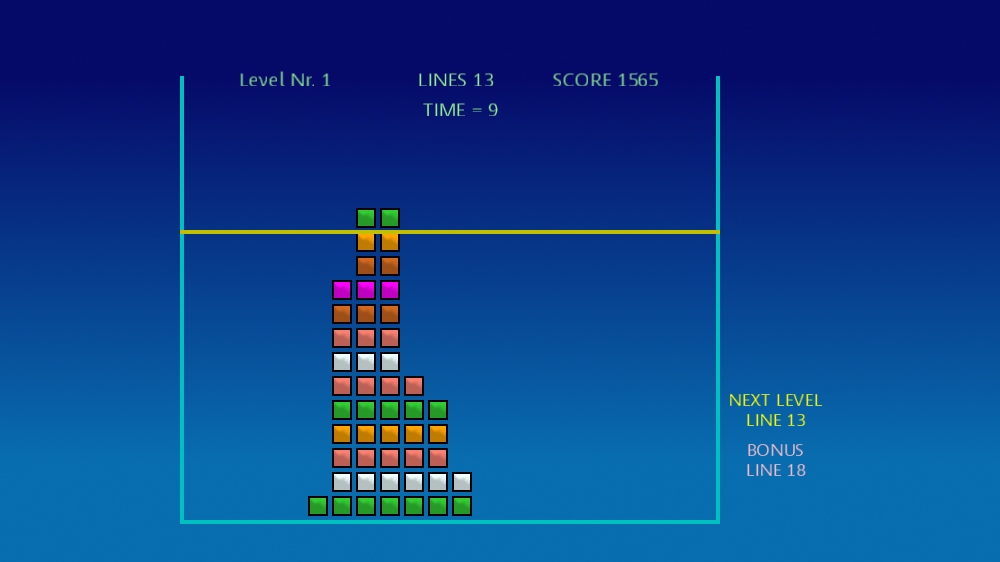 Level Nr. 1
LINES 13
SCORE 1565
TIME = 9
NEXT LEVEL
LINE 13
BONUS
LINE 18